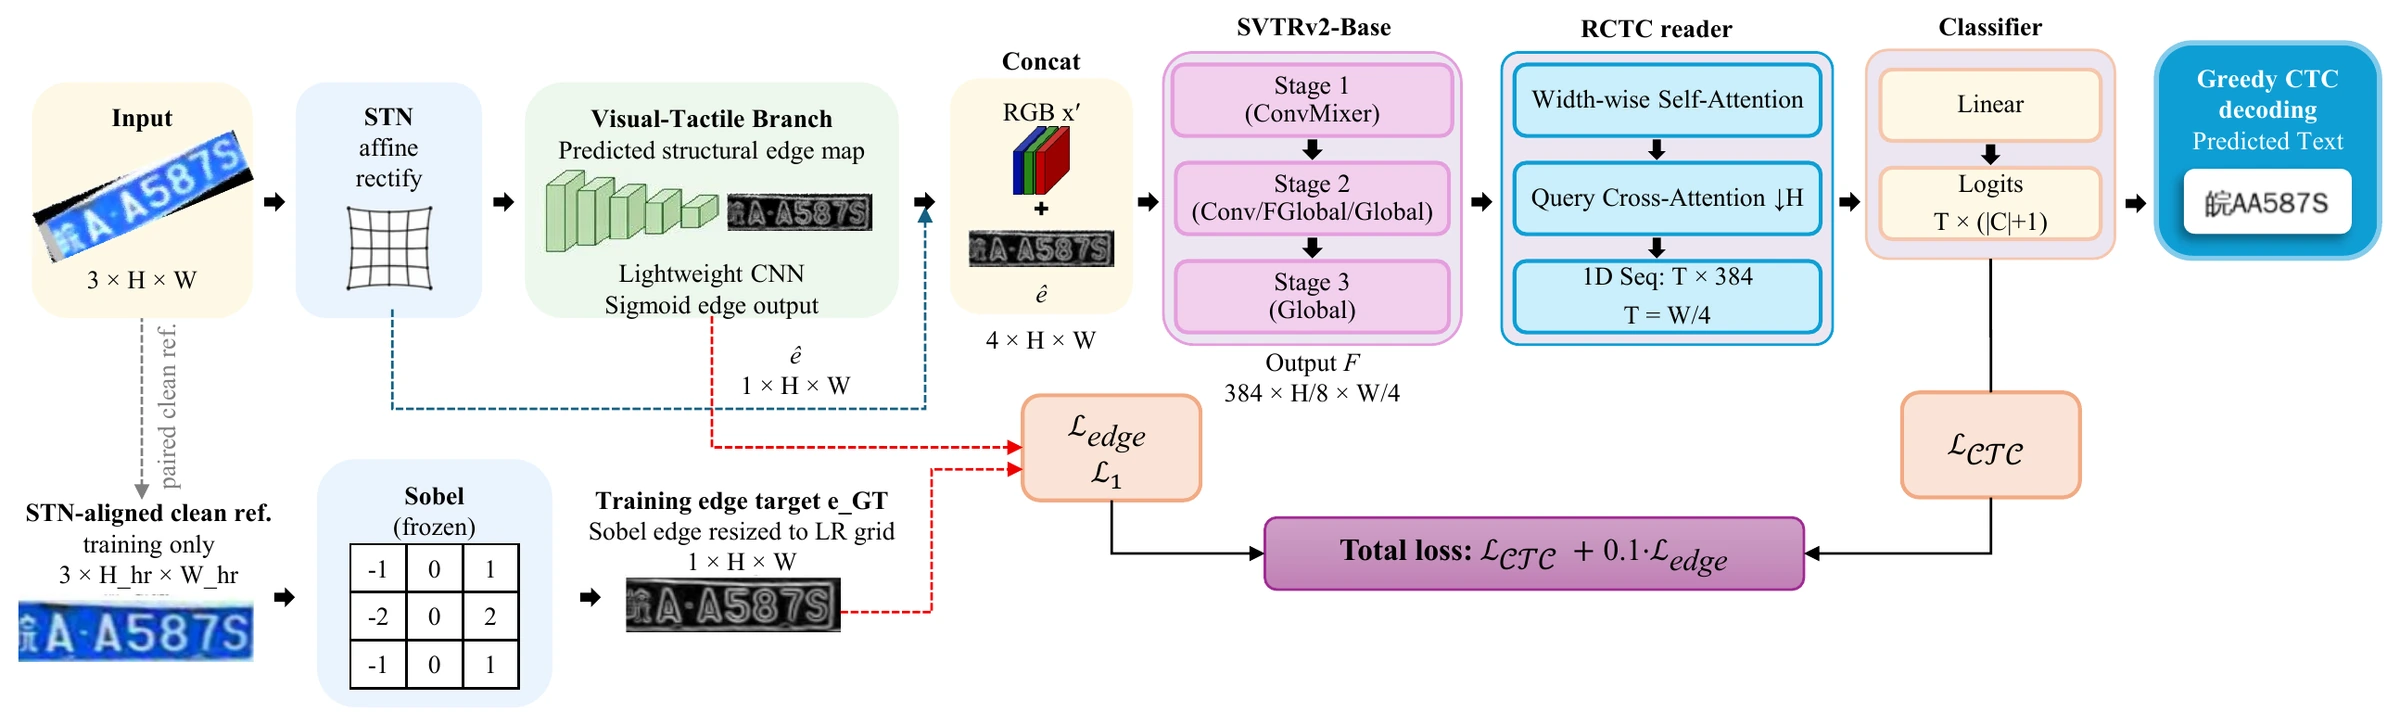 Input
皖A·A587S
3 × H × W
STN
affine
rectify
Visual-Tactile Branch
Predicted structural edge map
皖A·A587S
Lightweight CNN
Sigmoid edge output
ê
1 × H × W
Concat
RGB x′
+
皖A·A587S
ê
4 × H × W
SVTRv2-Base
Stage 1
(ConvMixer)
Stage 2
(Conv/FGlobal/Global)
Stage 3
(Global)
Output F
384 × H/8 × W/4
RCTC reader
Width-wise Self-Attention
Query Cross-Attention ↓H
1D Seq: T × 384
T = W/4
Classifier
Linear
Logits
T × (|C|+1)
Greedy CTC
decoding
Predicted Text
皖AA587S
paired clean ref.
STN-aligned clean ref.
training only
3 × H_hr × W_hr
皖A·A587S
Sobel
(frozen)
-1 0 1
-2 0 2
-1 0 1
Training edge target e_GT
Sobel edge resized to LR grid
1 × H × W
皖A·A587S
ℒedge
ℒ1
ℒCTC
Total loss: ℒCTC + 0.1·ℒedge